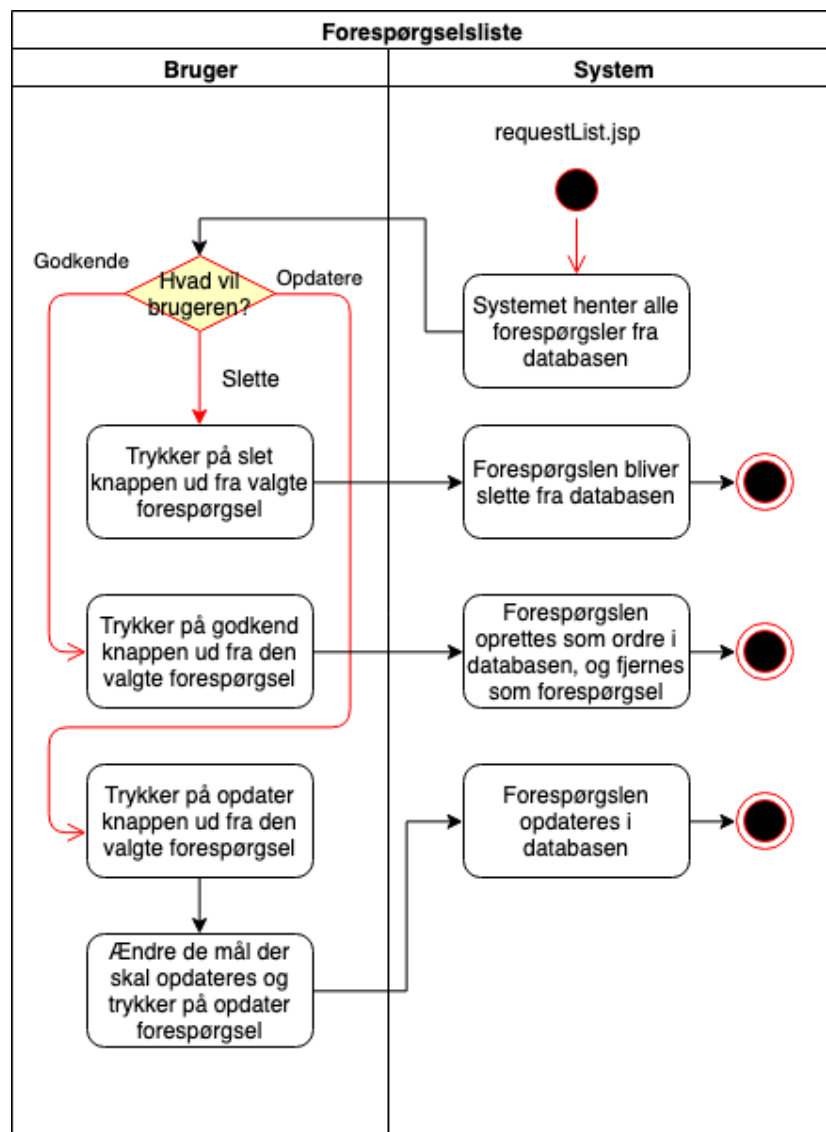 Forespørgselsliste
Bruger
System
requestList.jsp
Godkende
Hvad vil
brugeren?
Opdatere
Systemet henter alle
forespørgsler fra
databasen
Slette
Trykker på slet
knappen ud fra valgte
forespørgsel
Forespørgslen bliver
slette fra databasen
Trykker på godkend
knappen ud fra den
valgte forespørgsel
Forespørgslen
oprettes som ordre i
databasen, og fjernes
som forespørgsel
Trykker på opdater
knappen ud fra den
valgte forespørgsel
Forespørgslen
opdateres i
databasen
Ændre de mål der
skal opdateres og
trykker på opdater
forespørgsel